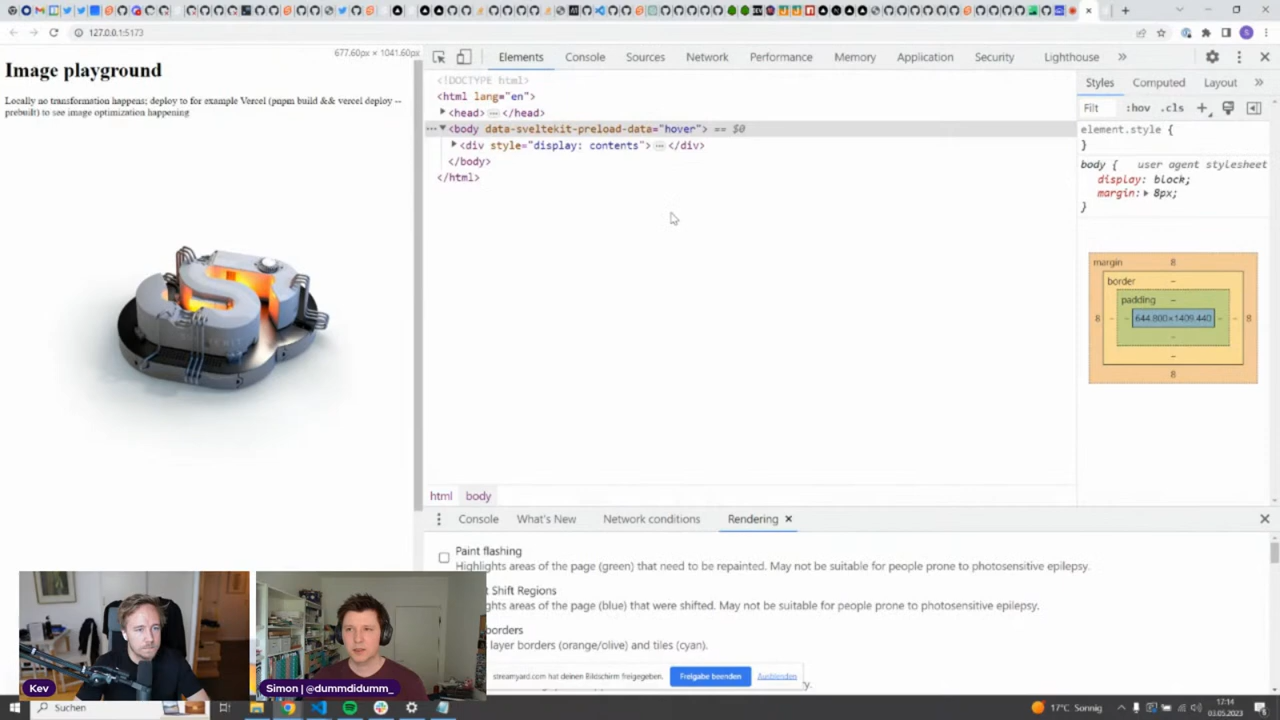 127.0.0.1:5173
677.60px × 1041.60px
Image playground
Locally no transformation happens; deploy to for example Vercel (pnpm build && vercel deploy --
prebuilt) to see image optimization happening
Elements
Console
Sources
Network
Performance
Memory
Application
Security
Lighthouse
<!DOCTYPE html>
<html lang="en">
<head> … </head>
<body data-sveltekit-preload-data="hover"> == $0
<div style="display: contents"> … </div>
</body>
</html>
Styles
Computed
Layout
Filt
:hov
.cls
element.style {
}
body {
user agent stylesheet
display: block;
margin: 8px;
}
margin
8
border
-
padding
-
8
-
-
644.800×1409.440
-
-
8
-
-
8
html
body
Console
What's New
Network conditions
Rendering
Paint flashing
Highlights areas of the page (green) that need to be repainted. May not be suitable for people prone to photosensitive epilepsy.
Shift Regions
ghts areas of the page (blue) that were shifted. May not be suitable for people prone to photosensitive epilepsy.
orders
layer borders (orange/olive) and tiles (cyan).
streamyard.com hat deinen Bildschirm freigegeben.
Freigabe beenden
Ausblenden
y.
Kev
Simon | @dummdidumm_
Suchen
17°C Sonnig
17:14
03.05.2023